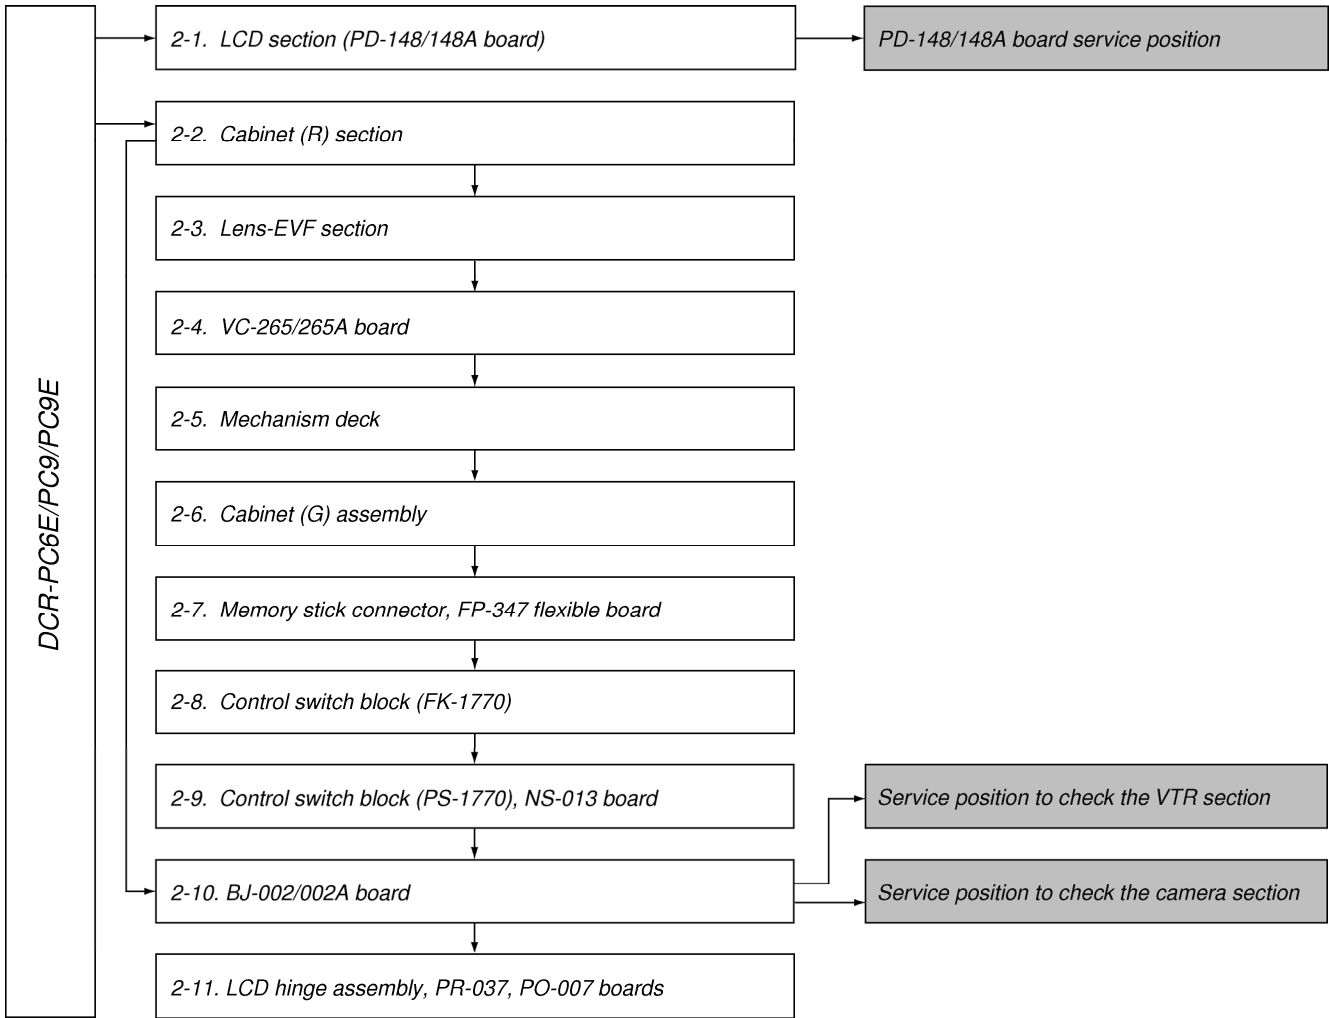 DCR-PC6E/PC9/PC9E
2-1. LCD section (PD-148/148A board)
PD-148/148A board service position
2-2. Cabinet (R) section
2-3. Lens-EVF section
2-4. VC-265/265A board
2-5. Mechanism deck
2-6. Cabinet (G) assembly
2-7. Memory stick connector, FP-347 flexible board
2-8. Control switch block (FK-1770)
2-9. Control switch block (PS-1770), NS-013 board
Service position to check the VTR section
2-10. BJ-002/002A board
Service position to check the camera section
2-11. LCD hinge assembly, PR-037, PO-007 boards